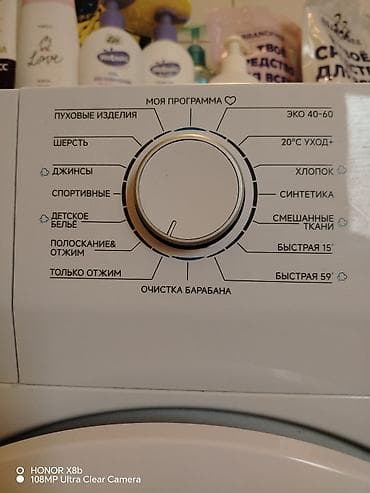 Love
МОЯ ПРОГРАММА
ПУХОВЫЕ ИЗДЕЛИЯ
ЭКО 40-60
ШЕРСТЬ
20°C УХОД+
ДЖИНСЫ
ХЛОПОК
СПОРТИВНЫЕ
СИНТЕТИКА
ДЕТСКОЕ
БЕЛЬЁ
СМЕШАННЫЕ
ТКАНИ
ПОЛОСКАНИЕ&
ОТЖИМ
БЫСТРАЯ 15'
ТОЛЬКО ОТЖИМ
БЫСТРАЯ 59'
ОЧИСТКА БАРАБАНА
HONOR X8b
108MP Ultra Clear Camera